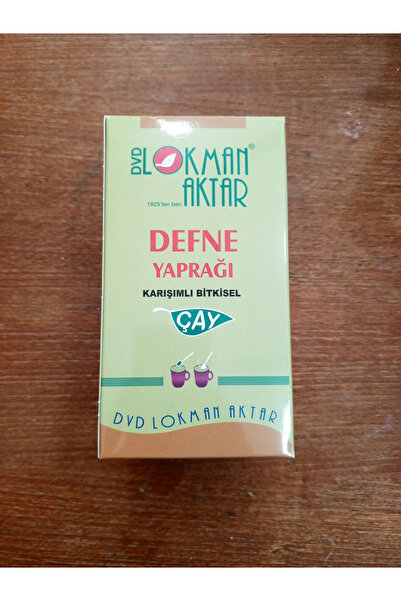 DVD LOKMAN®
AKTAR
1925'ten beri
DEFNE
YAPRAĞI
KARIŞIMLI BİTKİSEL
ÇAY
DVD LOKMAN AKTAR